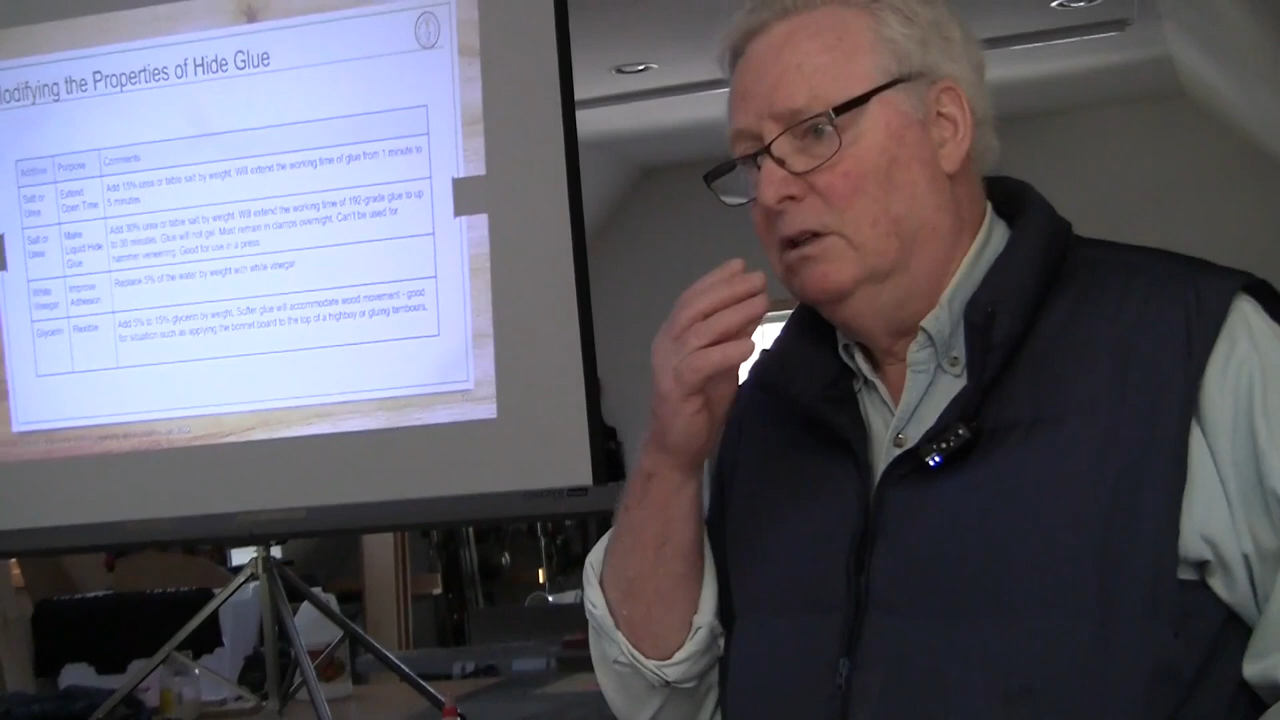 Modifying the Properties of Hide Glue
Additive Purpose Comments
Salt or Urea Extend Open Time Add 15% urea or table salt by weight. Will extend the working time of glue from 1 minute to
5 minutes
Salt or Urea Make Liquid Hide Glue Add 30% urea or table salt by weight. Will extend the working time of 192-grade glue to up
to 30 minutes. Glue will not gel. Must remain in clamps overnight. Can't be used for
hammer veneering. Good for use in a press.
White Vinegar Improve Adhesion Replace 5% of the water by weight with white vinegar
Glycerin Flexible Add 5% to 15% glycerin by weight. Softer glue will accommodate wood movement - good
for situation such as applying the bonnet board to the top of a highboy or gluing tambours.